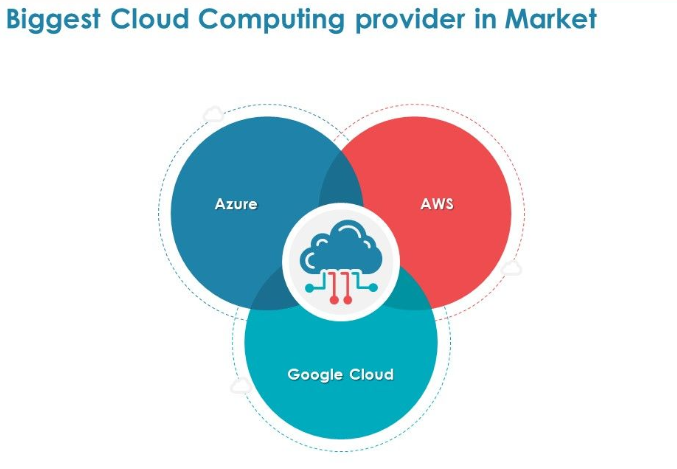 Biggest Cloud Computing provider in Market
Azure
AWS
Google Cloud